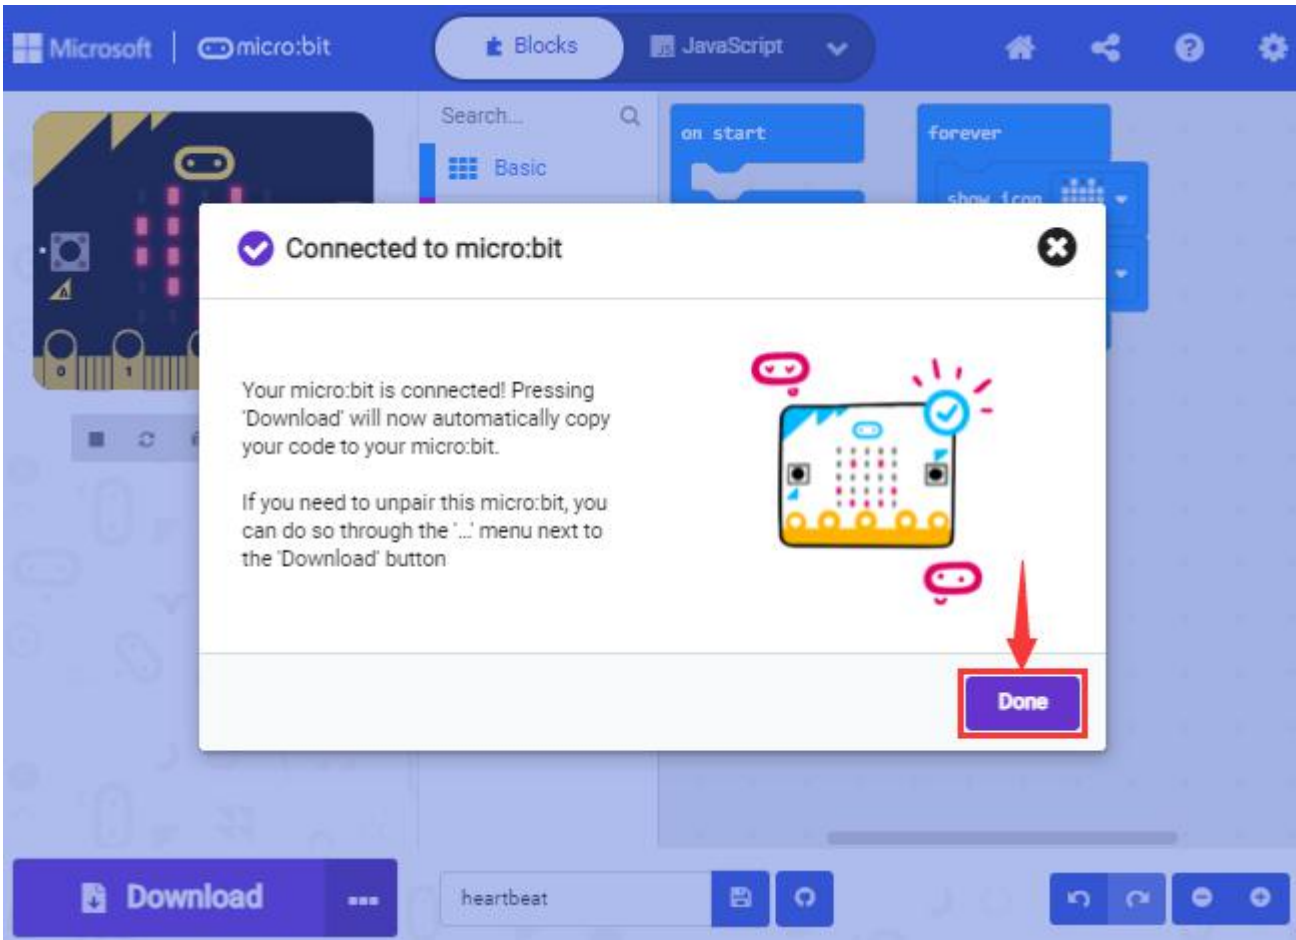 Microsoft
micro:bit
Blocks
JavaScript
Search...
Basic
on start
forever
show icon
Connected to micro:bit
Your micro:bit is connected! Pressing
'Download' will now automatically copy
your code to your micro:bit.
If you need to unpair this micro:bit, you
can do so through the '...' menu next to
the 'Download' button
Done
A
0
1
Download
heartbeat